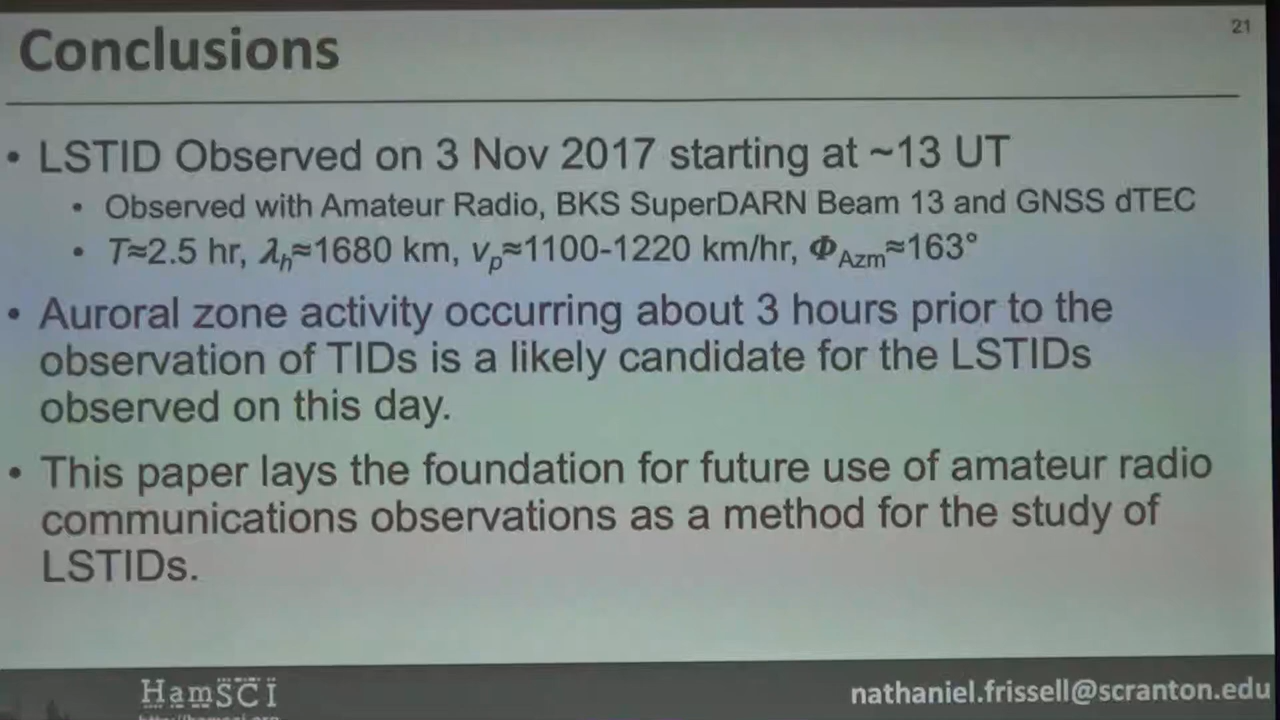 21
Conclusions
• LSTID Observed on 3 Nov 2017 starting at ~13 UT
• Observed with Amateur Radio, BKS SuperDARN Beam 13 and GNSS dTEC
• T≈2.5 hr, λh≈1680 km, vp≈1100-1220 km/hr, ΦAzm≈163°
• Auroral zone activity occurring about 3 hours prior to the
observation of TIDs is a likely candidate for the LSTIDs
observed on this day.
• This paper lays the foundation for future use of amateur radio
communications observations as a method for the study of
LSTIDs.
HamSCI
nathaniel.frissell@scranton.edu